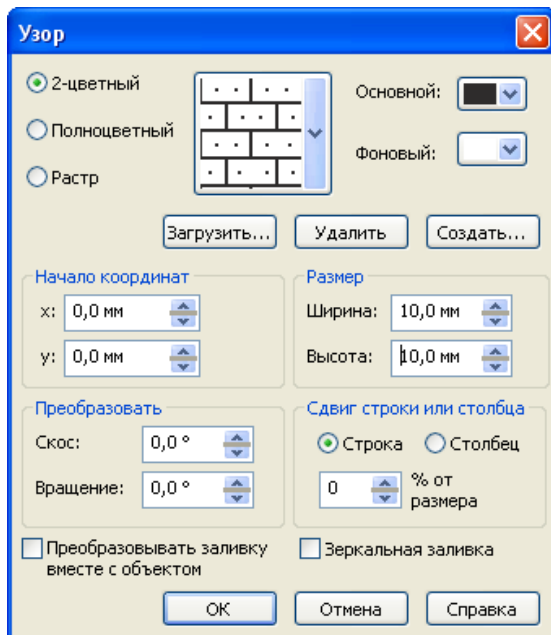 Узор
2-цветный
Полноцветный
Растр
Основной:
Фоновый:
Загрузить...
Удалить
Создать...
Начало координат
x: 0,0 мм
y: 0,0 мм
Размер
Ширина: 10,0 мм
Высота: 10,0 мм
Преобразовать
Скос: 0,0 °
Вращение: 0,0 °
Сдвиг строки или столбца
Строка Столбец
0 % от
размера
Преобразовывать заливку
вместе с объектом
Зеркальная заливка
ОК
Отмена
Справка